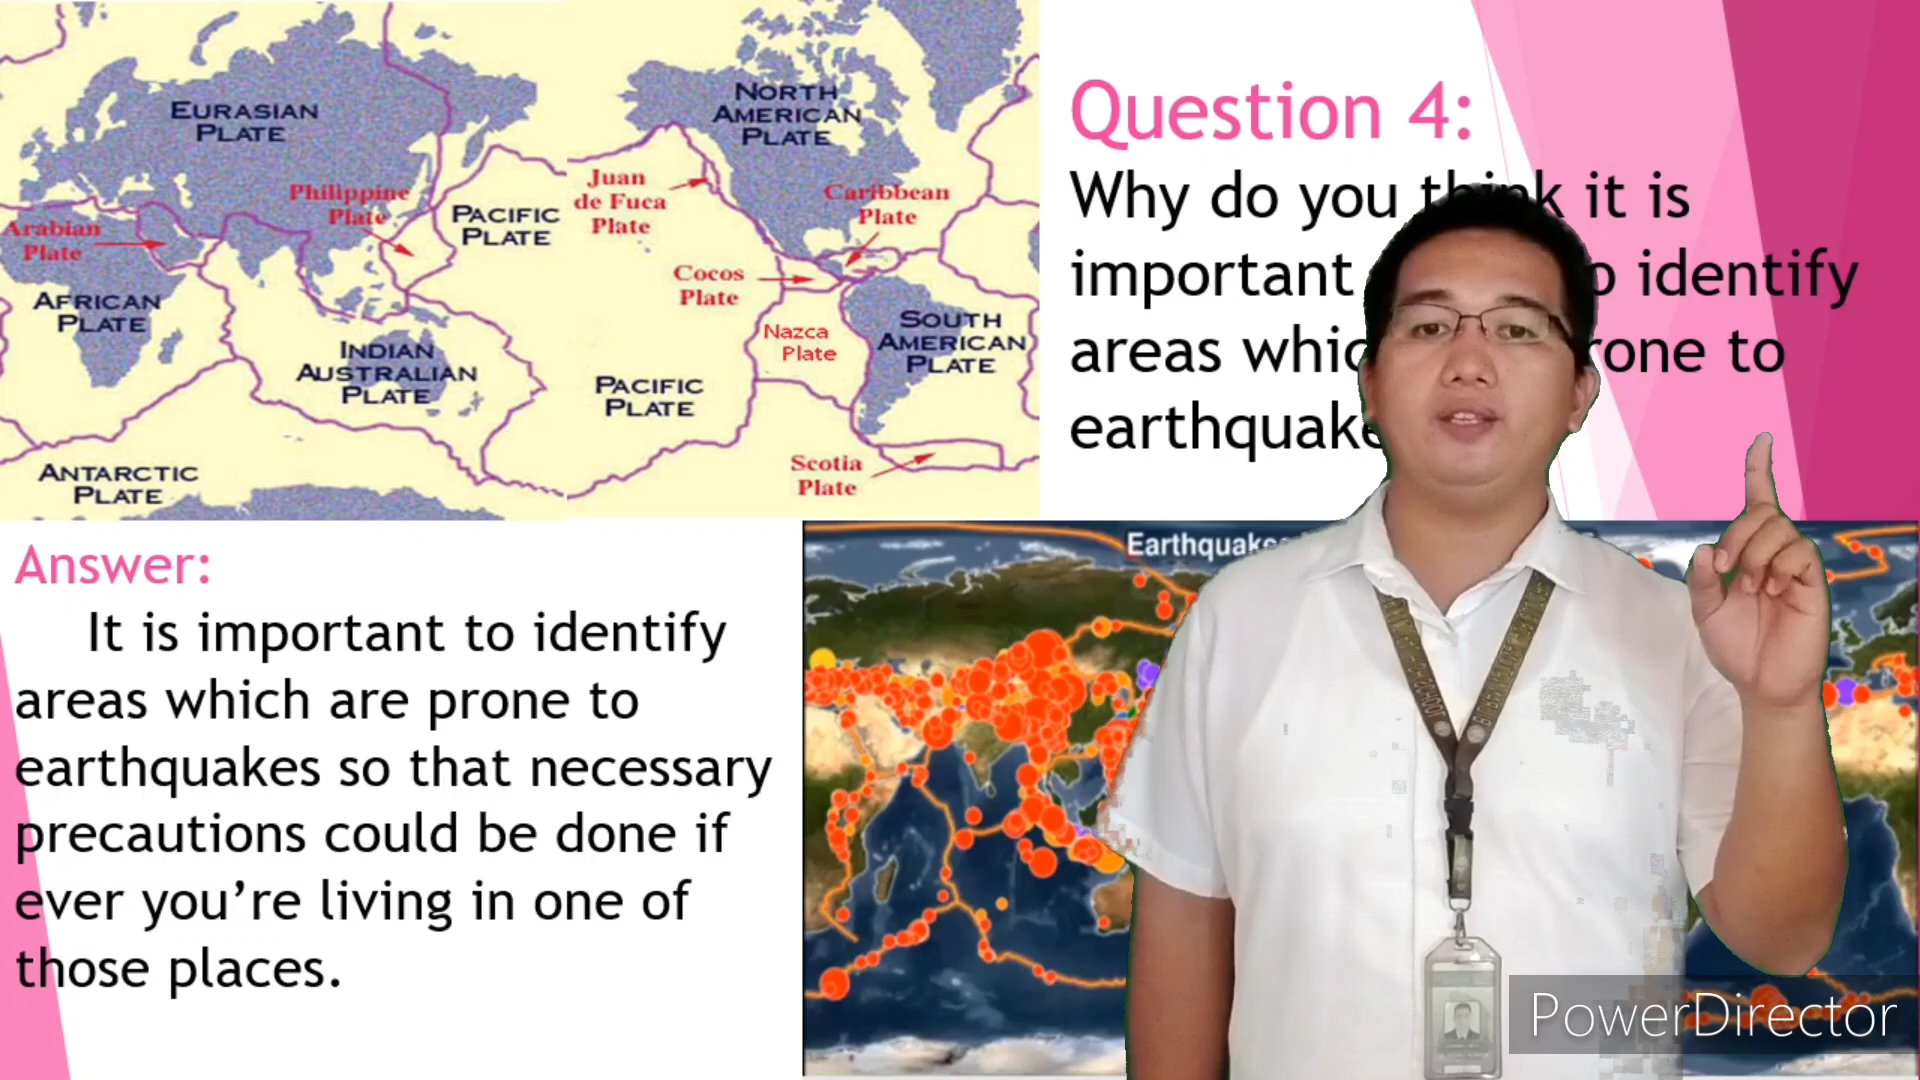 EURASIAN
PLATE
NORTH
AMERICAN
PLATE
Philippine
Plate
Juan
de Fuca
Plate
Caribbean
Plate
Arabian
Plate
PACIFIC
PLATE
Cocos
Plate
AFRICAN
PLATE
Nazca
Plate
SOUTH
AMERICAN
PLATE
INDIAN
AUSTRALIAN
PLATE
PACIFIC
PLATE
Scotia
Plate
ANTARCTIC
PLATE
Question 4:
Why do you think it is
important o identify
areas which rone to
earthquake
Answer:
It is important to identify
areas which are prone to
earthquakes so that necessary
precautions could be done if
ever you're living in one of
those places.
Earthquakes
PowerDirector